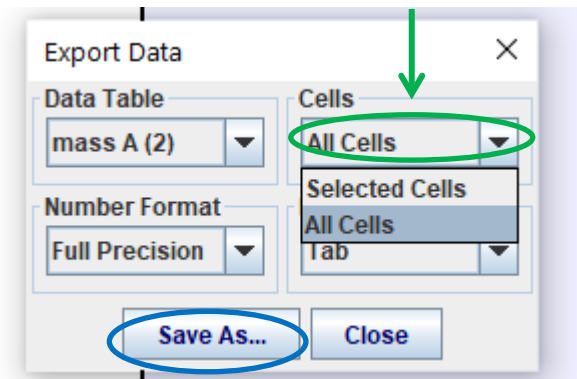 Export Data
Data Table
Cells
mass A (2)
All Cells
Selected Cells
All Cells
Number Format
Full Precision
Tab
Save As...
Close